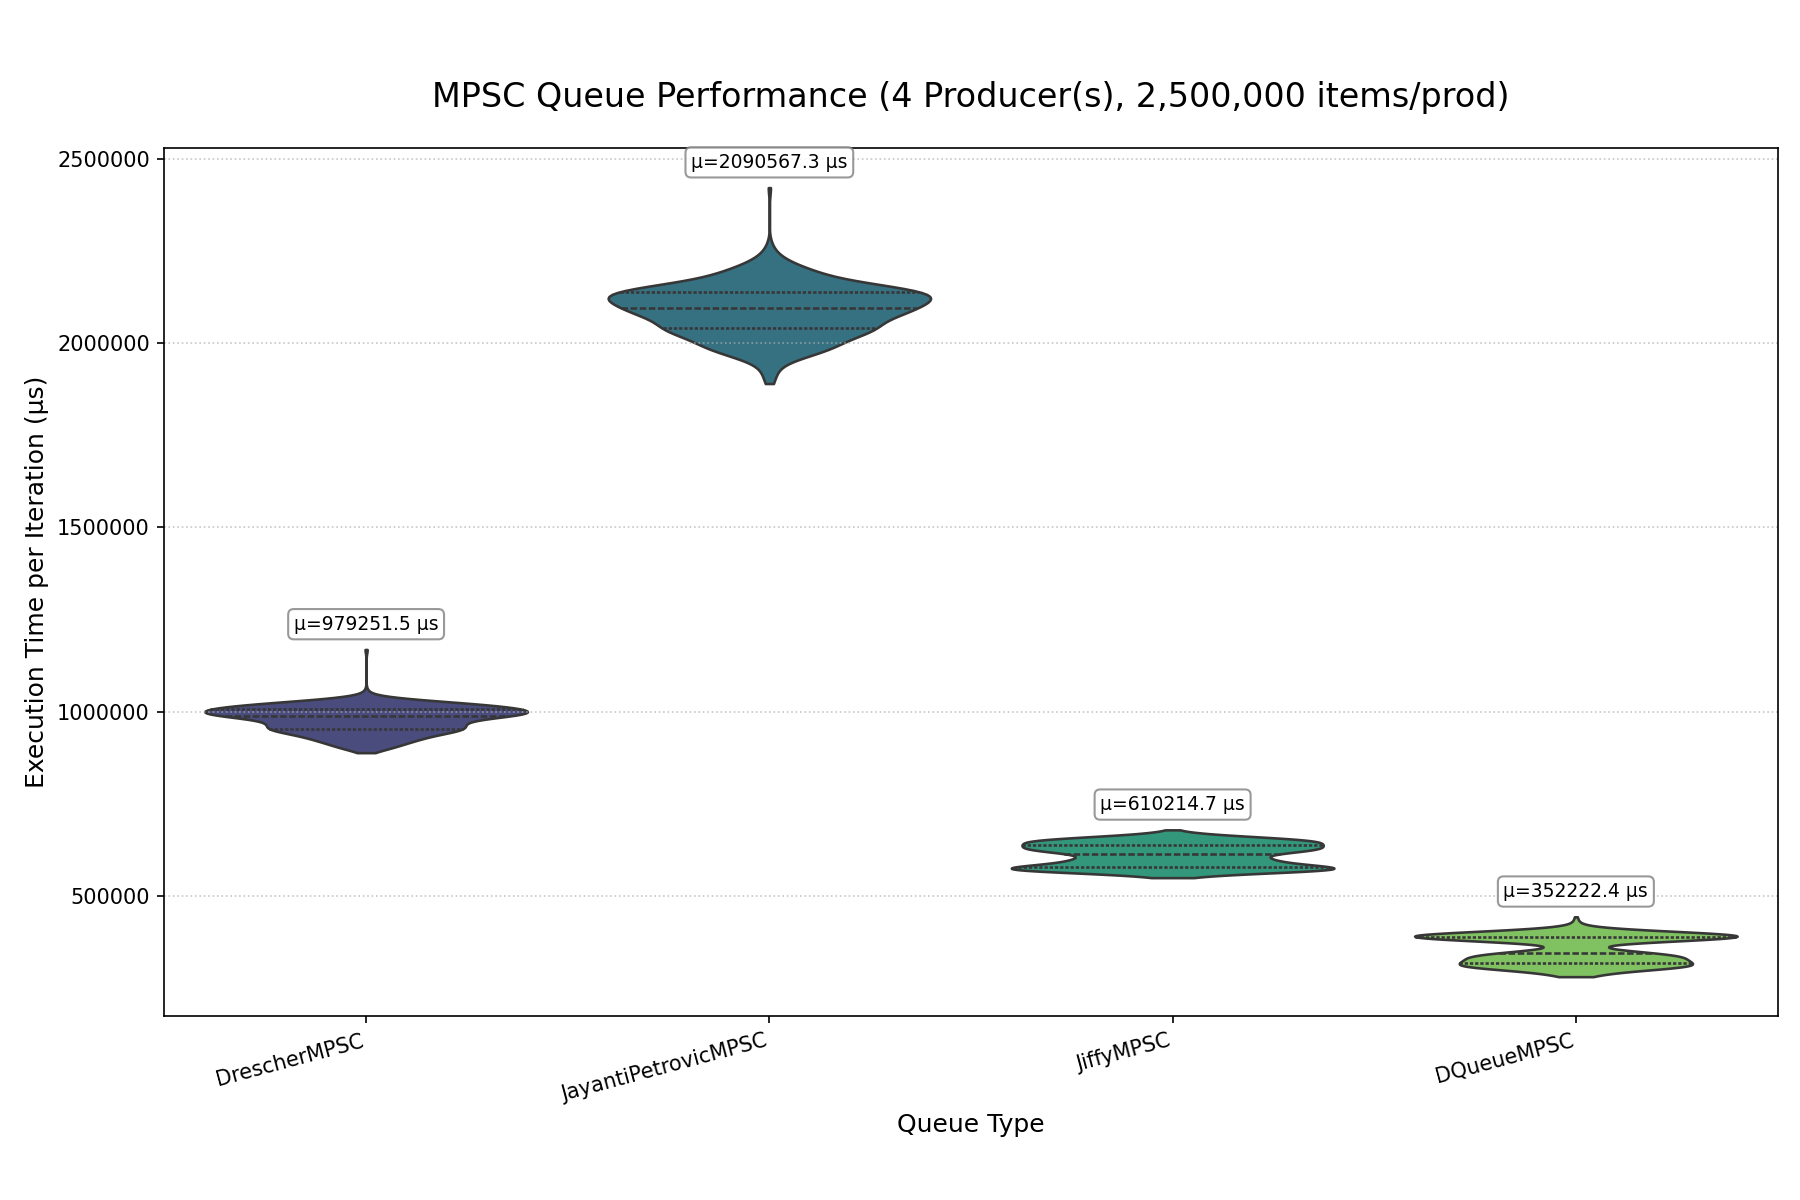 MPSC Queue Performance (4 Producer(s), 2,500,000 items/prod)
2500000
2000000
1500000
1000000
500000
Execution Time per Iteration (µs)
µ=979251.5 µs
µ=2090567.3 µs
µ=610214.7 µs
µ=352222.4 µs
DrescherMPSC
JayantiPetrovicMPSC
JiffyMPSC
DQueueMPSC
Queue Type